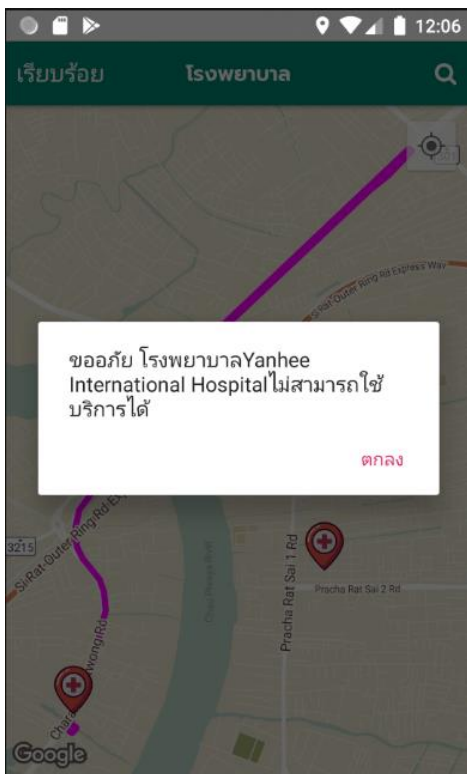 12:06
เรียบร้อย
โรงพยาบาล
Si Rat-Outer Ring Rd Express Way
ขออภัย โรงพยาบาลYanhee
International Hospitalไม่สามารถใช้
บริการได้
ตกลง
3215
Si Rat-Outer Ring Rd
Chao Phraya River
Pracha Rat Sai 1 Rd
Pracha Rat Sai 2 Rd
Google